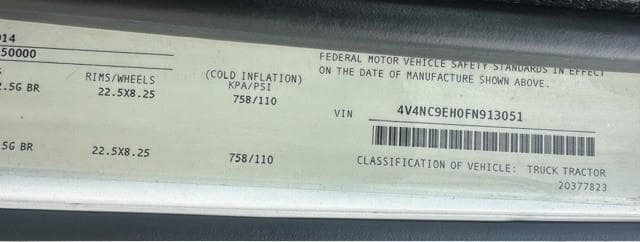 014
50000
RIMS/WHEELS
22.5X8.25
2.5G BR
22.5X8.25
5G BR
(COLD INFLATION)
KPA/PSI
758/110
758/110
FEDERAL MOTOR VEHICLE SAFETY STANDARDS IN EFFECT
ON THE DATE OF MANUFACTURE SHOWN ABOVE.
VIN 4V4NC9EH0FN913051
CLASSIFICATION OF VEHICLE: TRUCK TRACTOR
20377823